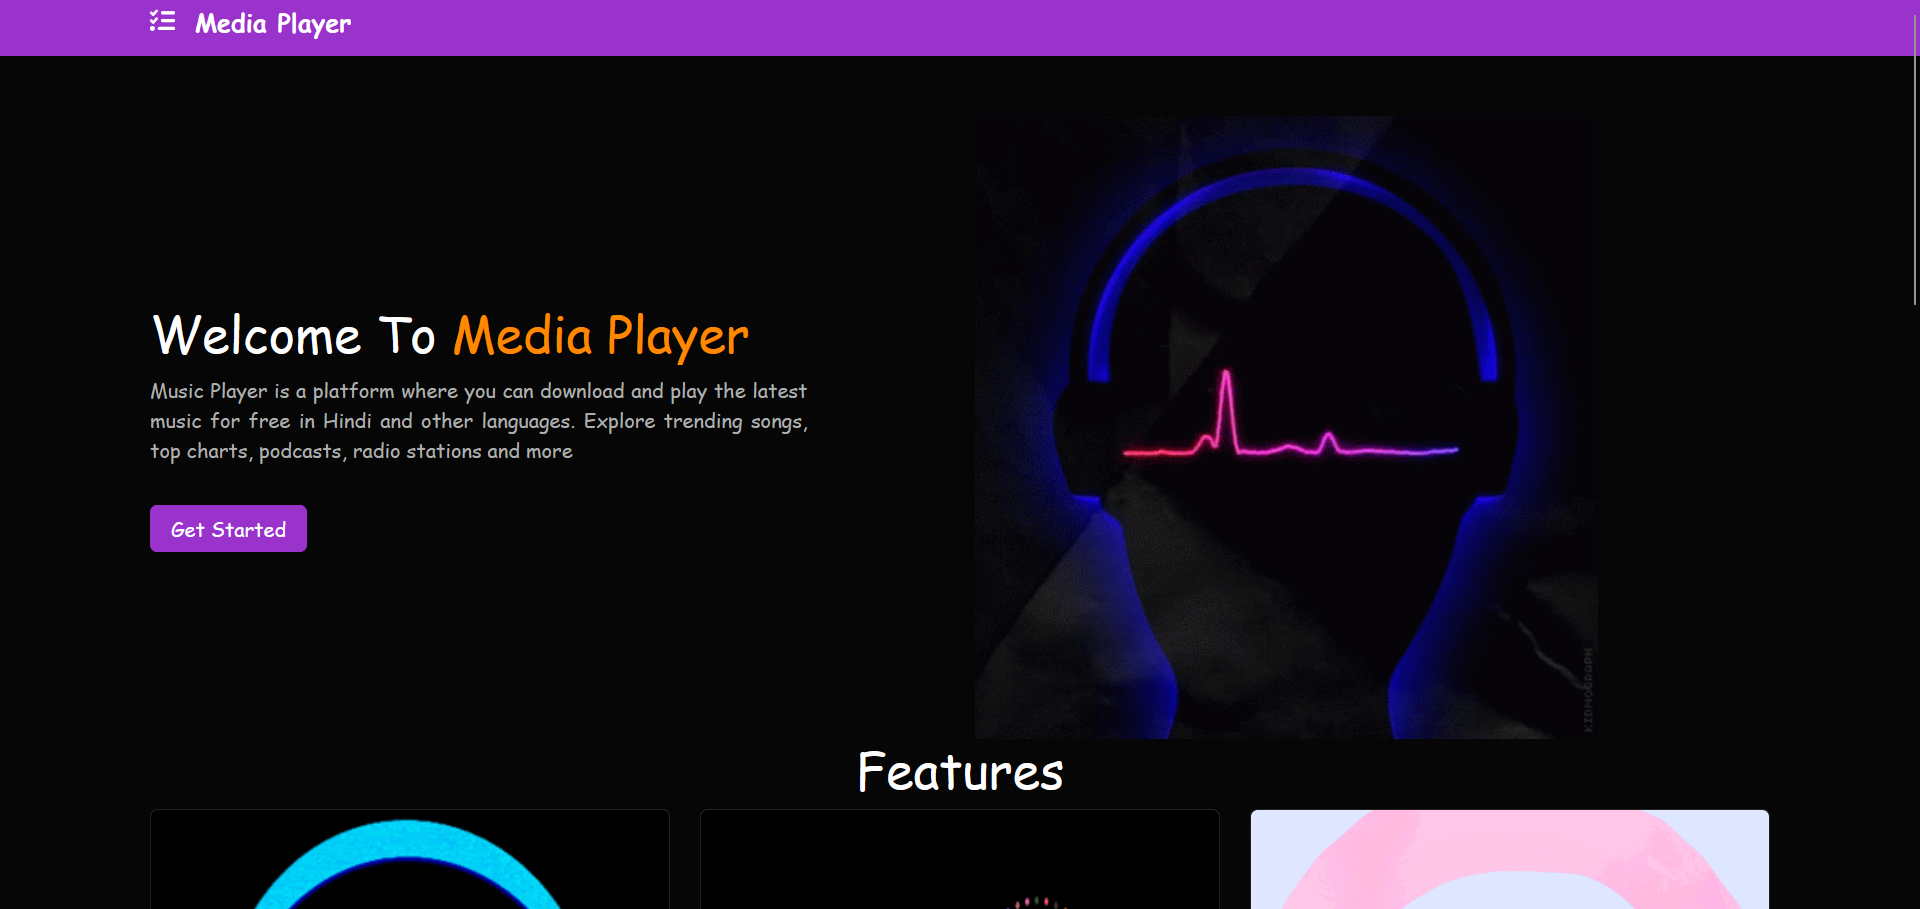 Media Player
Welcome To Media Player
Music Player is a platform where you can download and play the latest
music for free in Hindi and other languages. Explore trending songs,
top charts, podcasts, radio stations and more
Get Started
KIDMOGRAPH
Features